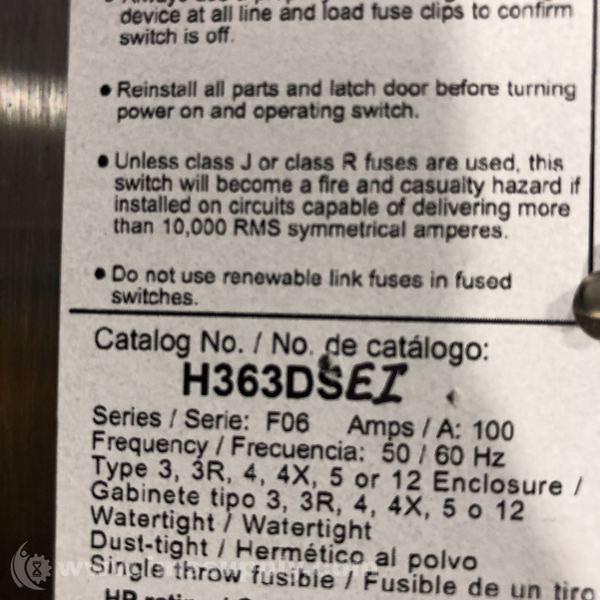 device at all line and load fuse clips to confirm
switch is off.
• Reinstall all parts and latch door before turning
power on and operating switch.
• Unless class J or class R fuses are used, this
switch will become a fire and casualty hazard if
installed on circuits capable of delivering more
than 10,000 RMS symmetrical amperes.
• Do not use renewable link fuses in fused
switches.
Catalog No. / No. de catálogo:
H363DSEI
Series / Serie: F06 Amps / A: 100
Frequency / Frecuencia: 50 / 60 Hz
Type 3, 3R, 4, 4X, 5 or 12 Enclosure /
Gabinete tipo 3, 3R, 4, 4X, 5 o 12
Watertight / Watertight
Dust-tight / Hermético al polvo
Single throw fusible / Fusible de un tiro